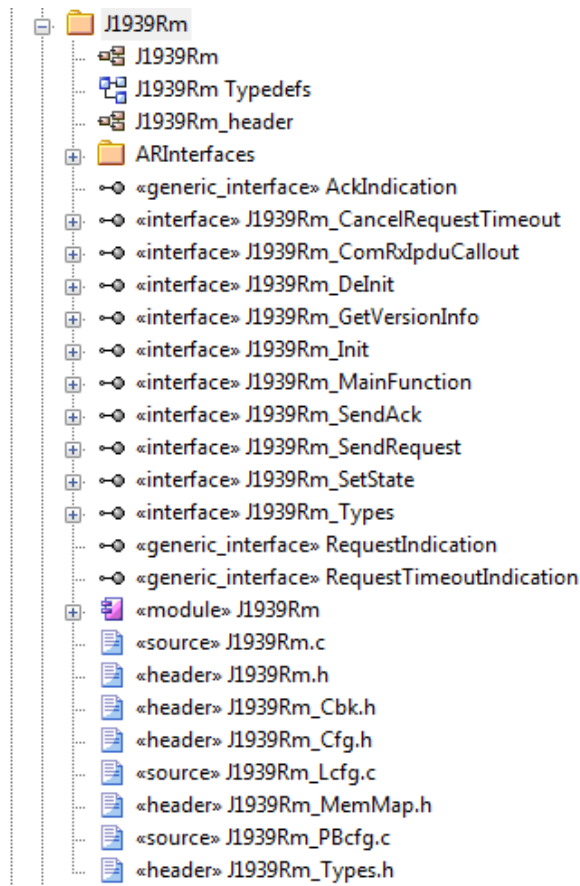 J1939Rm
J1939Rm
J1939Rm Typedefs
J1939Rm_header
ARInterfaces
«generic_interface» AckIndication
«interface» J1939Rm_CancelRequestTimeout
«interface» J1939Rm_ComRxIpduCallout
«interface» J1939Rm_DeInit
«interface» J1939Rm_GetVersionInfo
«interface» J1939Rm_Init
«interface» J1939Rm_MainFunction
«interface» J1939Rm_SendAck
«interface» J1939Rm_SendRequest
«interface» J1939Rm_SetState
«interface» J1939Rm_Types
«generic_interface» RequestIndication
«generic_interface» RequestTimeoutIndication
«module» J1939Rm
«source» J1939Rm.c
«header» J1939Rm.h
«header» J1939Rm_Cbk.h
«header» J1939Rm_Cfg.h
«source» J1939Rm_Lcfg.c
«header» J1939Rm_MemMap.h
«source» J1939Rm_PBcfg.c
«header» J1939Rm_Types.h